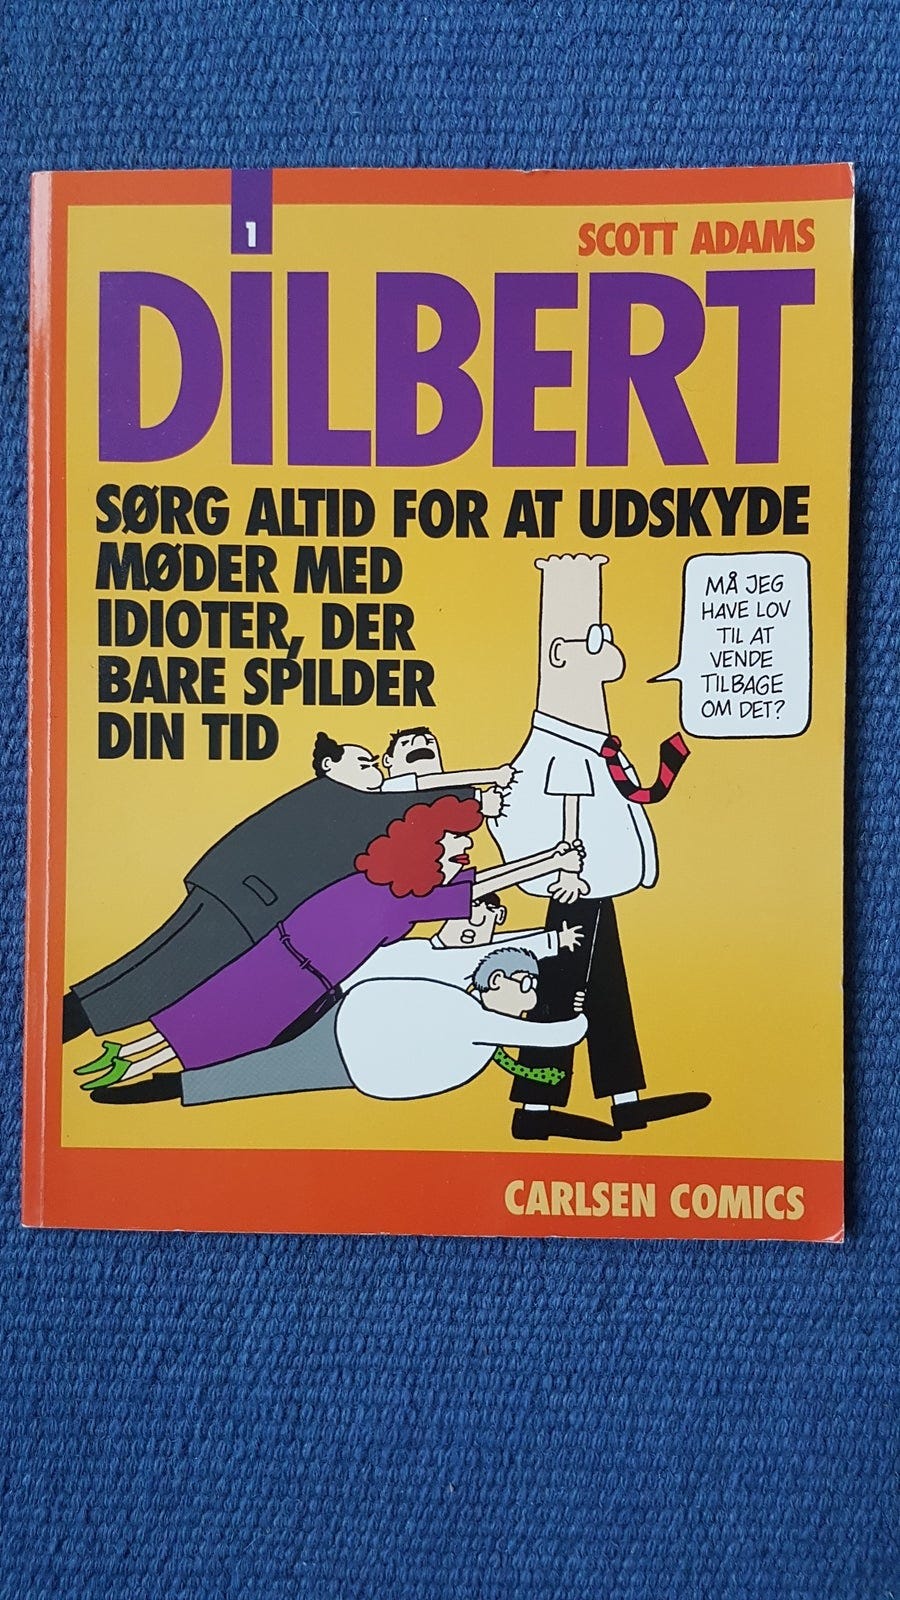 1
SCOTT ADAMS
DILBERT
SØRG ALTID FOR AT UDSKYDE
MØDER MED
IDIOTER, DER
BARE SPILDER
DIN TID
MÅ JEG
HAVE LOV
TIL AT
VENDE
TILBAGE
OM DET?
CARLSEN COMICS